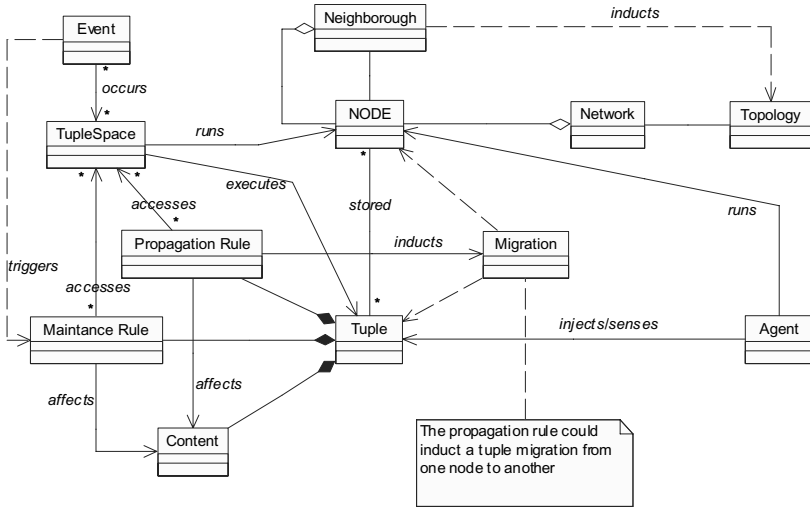 Event
Neighborough
inducts
occurs
*
*
TupleSpace
runs
NODE
Network
Topology
*
*
*
*
executes
accesses
*
stored
runs
Propagation Rule
inducts
Migration
triggers
accesses
*
*
Maintance Rule
Tuple
injects/senses
Agent
affects
affects
Content
The propagation rule could
induct a tuple migration from
one node to another